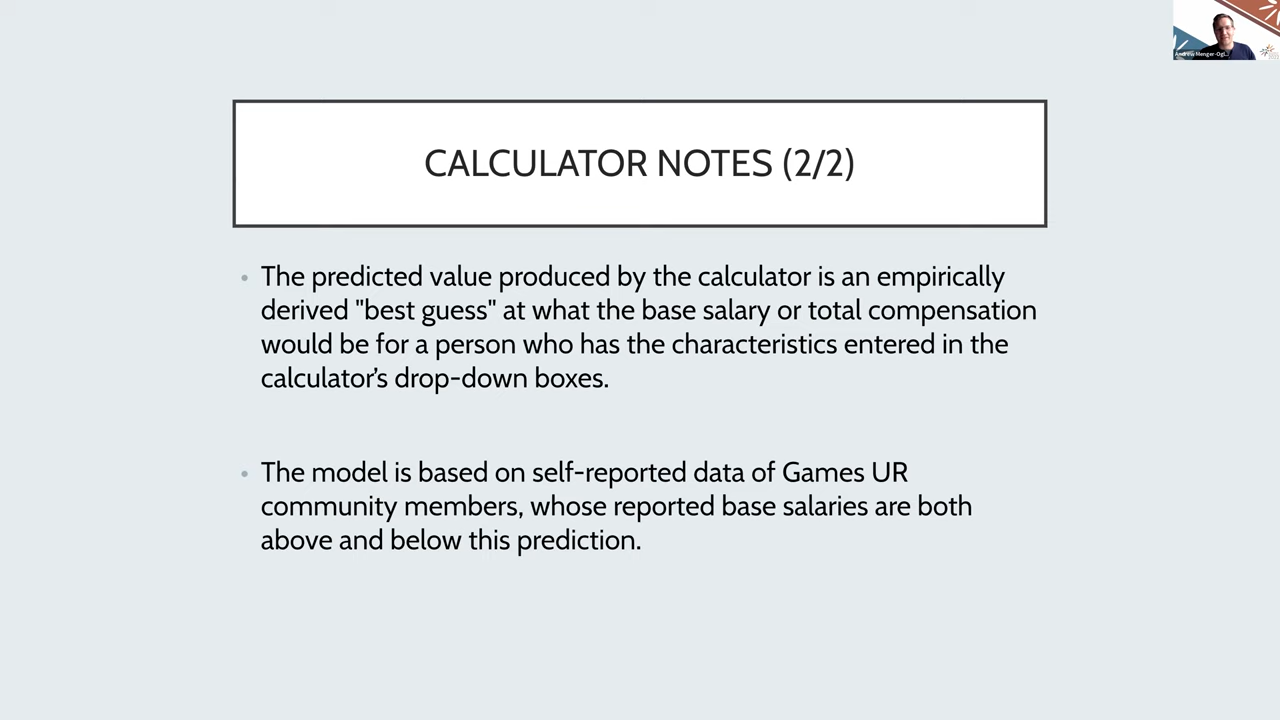 Andrew Menger-Ogl...
CALCULATOR NOTES (2/2)
• The predicted value produced by the calculator is an empirically
derived "best guess" at what the base salary or total compensation
would be for a person who has the characteristics entered in the
calculator’s drop-down boxes.
• The model is based on self-reported data of Games UR
community members, whose reported base salaries are both
above and below this prediction.